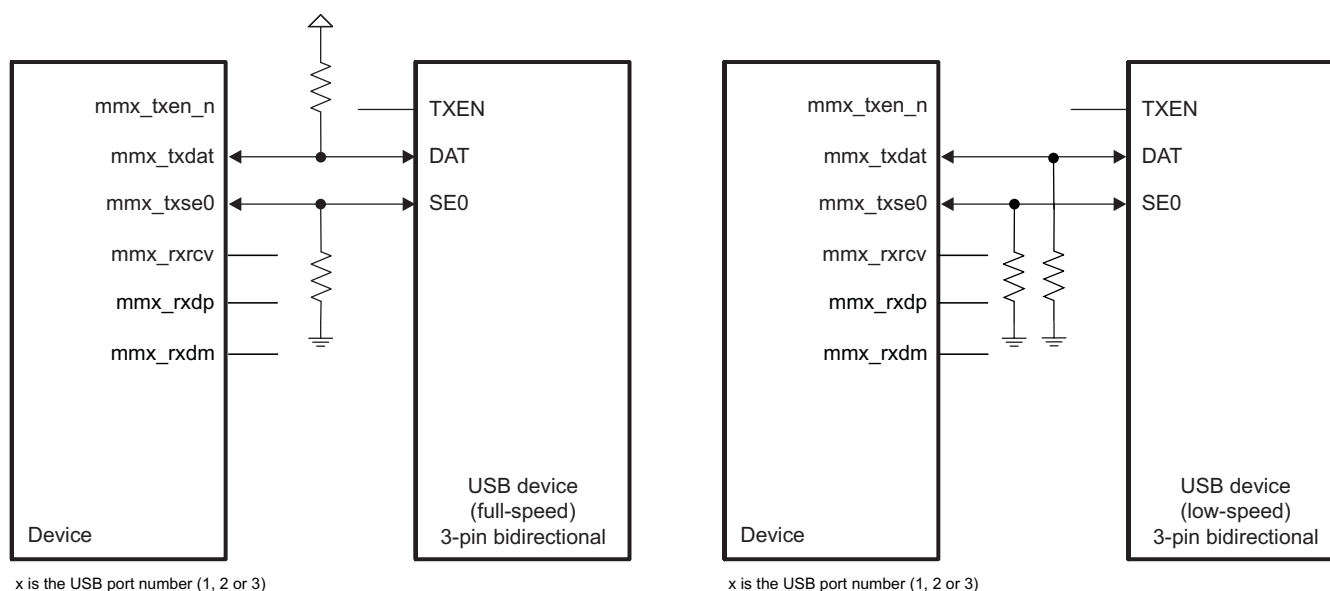 mmx_txen_n
mmx_txdat
mmx_txse0
mmx_rxrcv
mmx_rxdp
mmx_rxdm
Device
TXEN
DAT
SE0
USB device
(full-speed)
3-pin bidirectional
x is the USB port number (1, 2 or 3)
mmx_txen_n
mmx_txdat
mmx_txse0
mmx_rxrcv
mmx_rxdp
mmx_rxdm
Device
TXEN
DAT
SE0
USB device
(low-speed)
3-pin bidirectional
x is the USB port number (1, 2 or 3)